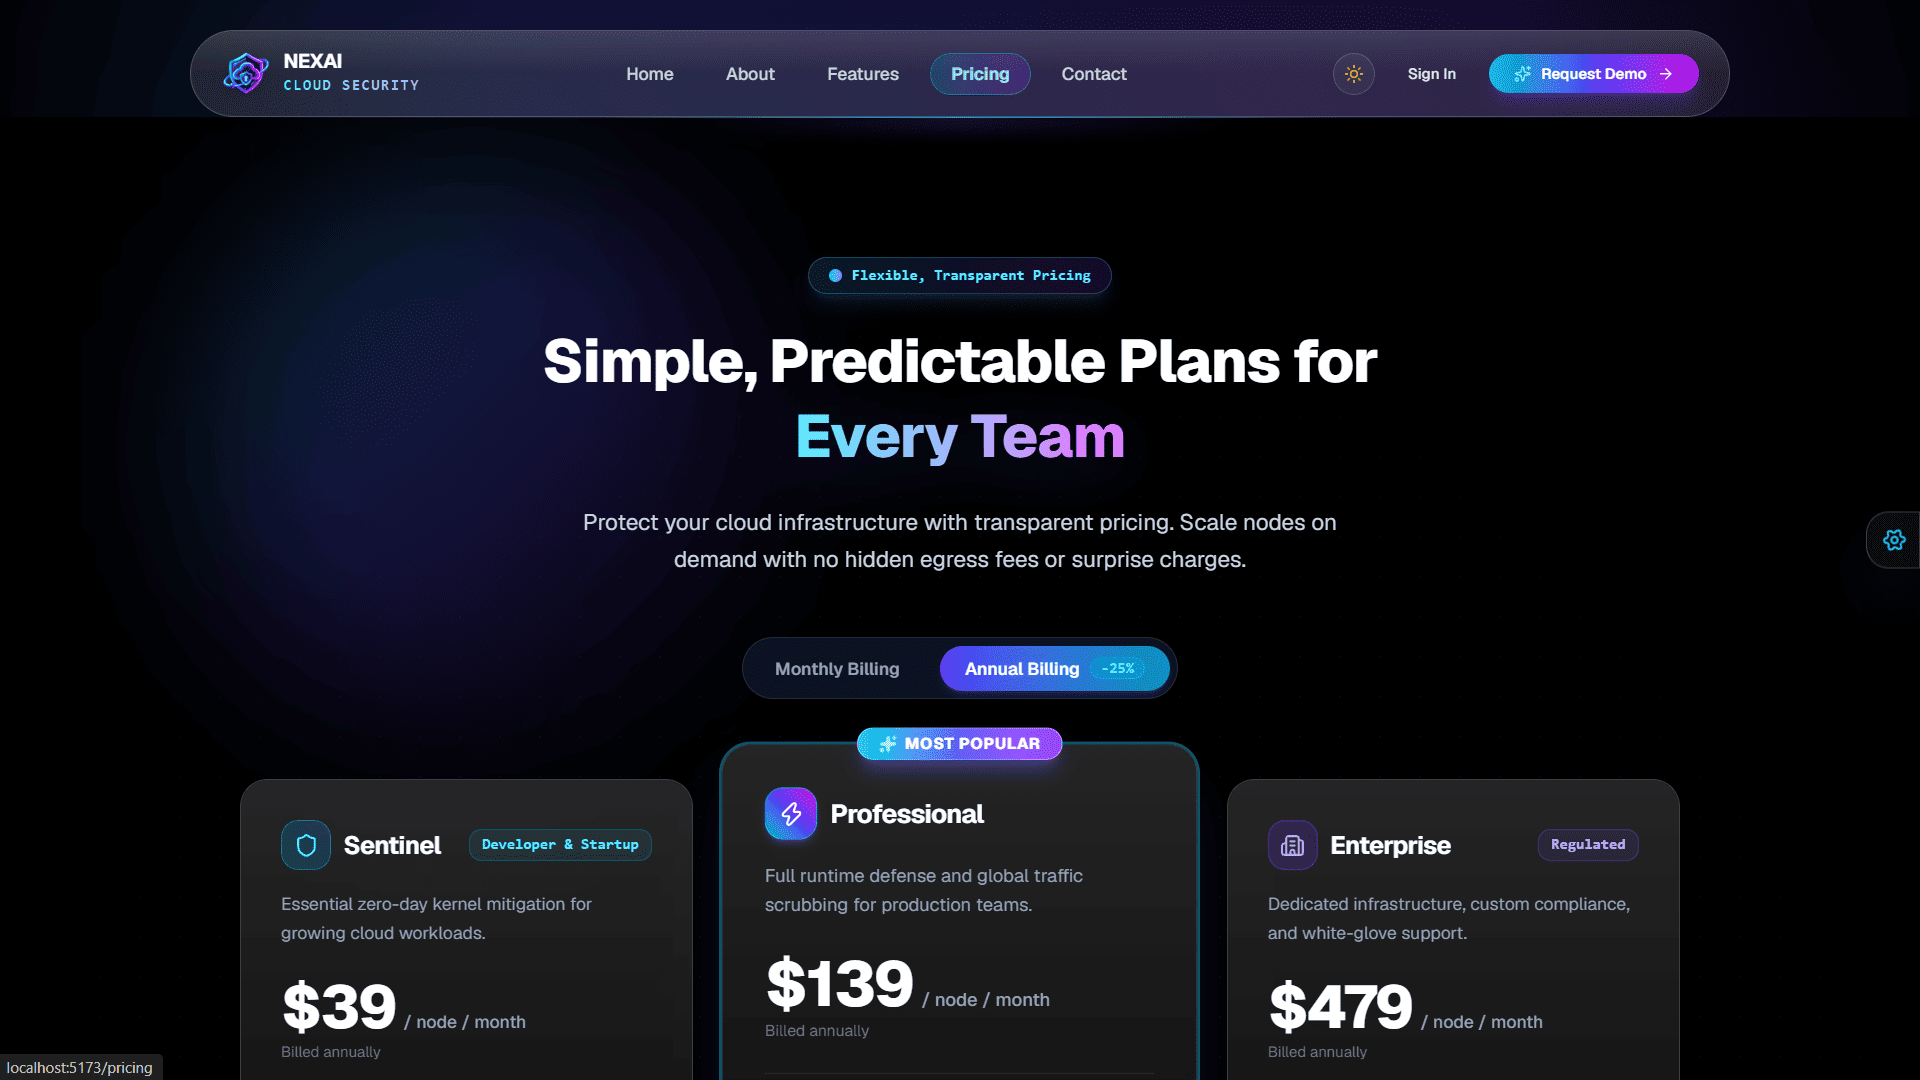 NEXAI
CLOUD SECURITY
Home
About
Features
Pricing
Contact
Sign In
Request Demo
Flexible, Transparent Pricing
Simple, Predictable Plans for
Every Team
Protect your cloud infrastructure with transparent pricing. Scale nodes on
demand with no hidden egress fees or surprise charges.
Monthly Billing
Annual Billing -25%
Sentinel
Developer & Startup
Essential zero-day kernel mitigation for
growing cloud workloads.
$39 / node / month
Billed annually
MOST POPULAR
Professional
Full runtime defense and global traffic
scrubbing for production teams.
$139 / node / month
Billed annually
Enterprise
Regulated
Dedicated infrastructure, custom compliance,
and white-glove support.
$479 / node / month
Billed annually
localhost:5173/pricing